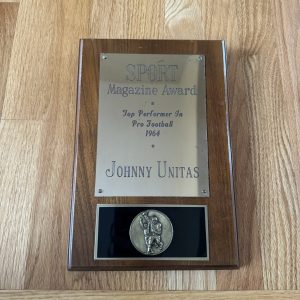 SPORT
Magazine Award
Top Performer In
Pro Football
1964
JOHNNY UNITAS